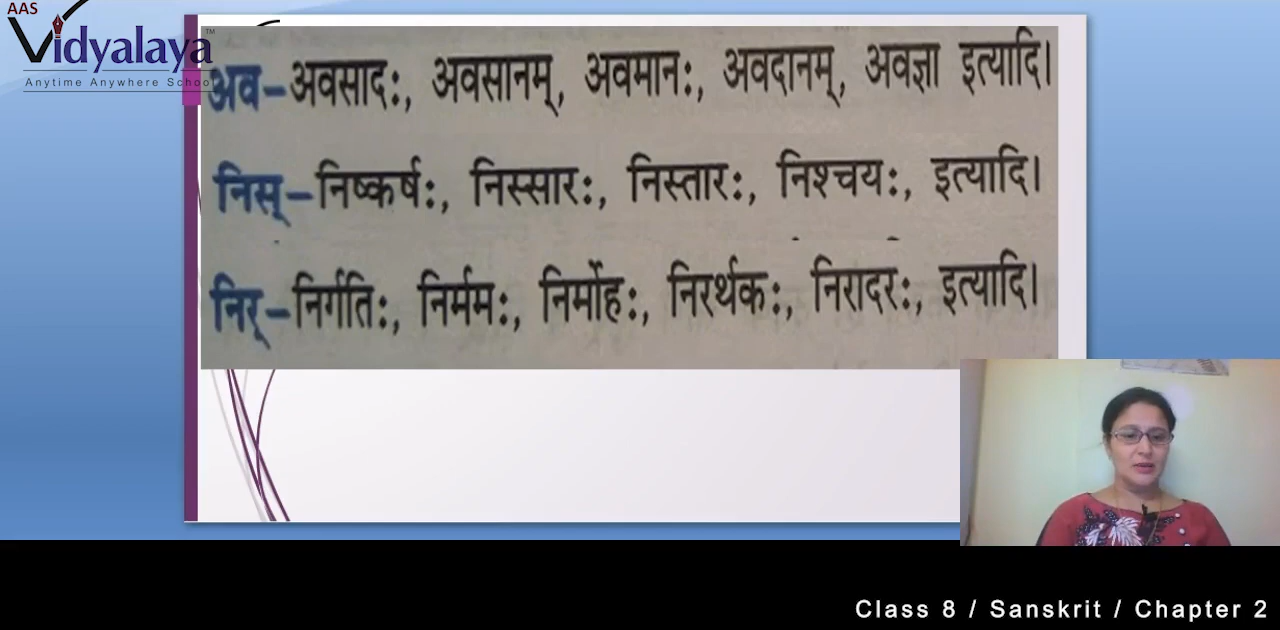 AAS
Vidyalaya™
Anytime Anywhere School
अव–अवसादः, अवसानम्, अवमानः, अवदानम्, अवज्ञा इत्यादि।
निस्–निष्कर्षः, निस्सारः, निस्तारः, निश्चयः, इत्यादि।
निर्–निर्गतिः, निर्ममः, निर्मोहः, निरर्थकः, निरादरः, इत्यादि।
Class 8 / Sanskrit / Chapter 2